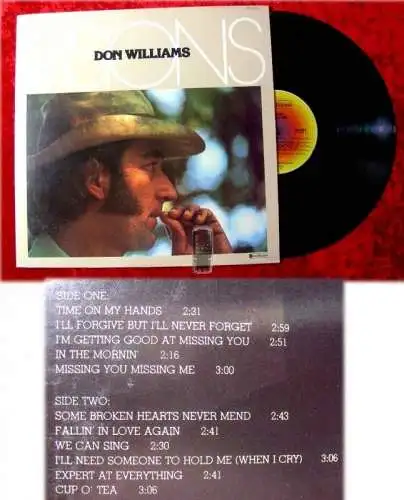 DON WILLIAMS
SIDE ONE:
TIME ON MY HANDS 2:31
I'LL FORGIVE BUT I'LL NEVER FORGET 2:59
I'M GETTING GOOD AT MISSING YOU 2:51
IN THE MORNIN' 2:16
MISSING YOU MISSING ME 3:00
SIDE TWO:
SOME BROKEN HEARTS NEVER MEND 2:43
FALLIN' IN LOVE AGAIN 2:41
WE CAN SING 2:30
I'LL NEED SOMEONE TO HOLD ME (WHEN I CRY) 3:06
EXPERT AT EVERYTHING 2:41
CUP O' TEA 3:06